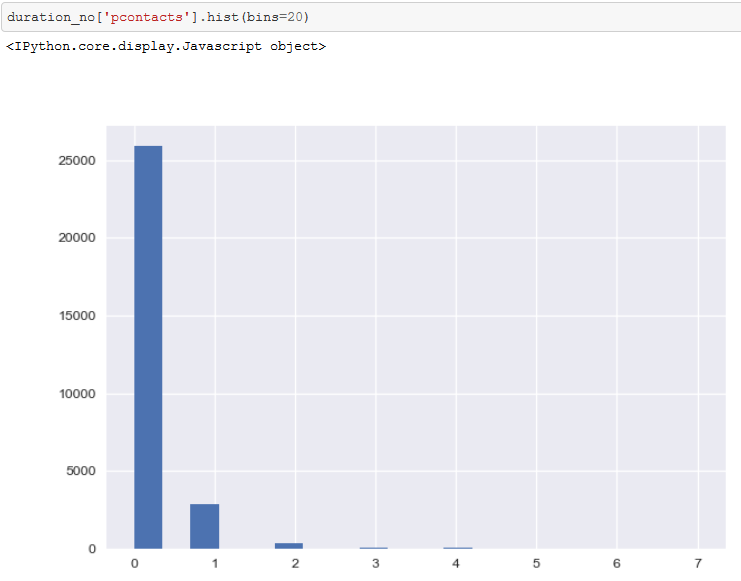 duration_no['pcontacts'].hist(bins=20)
<IPython.core.display.Javascript object>
25000
20000
15000
10000
5000
0
0 1 2 3 4 5 6 7